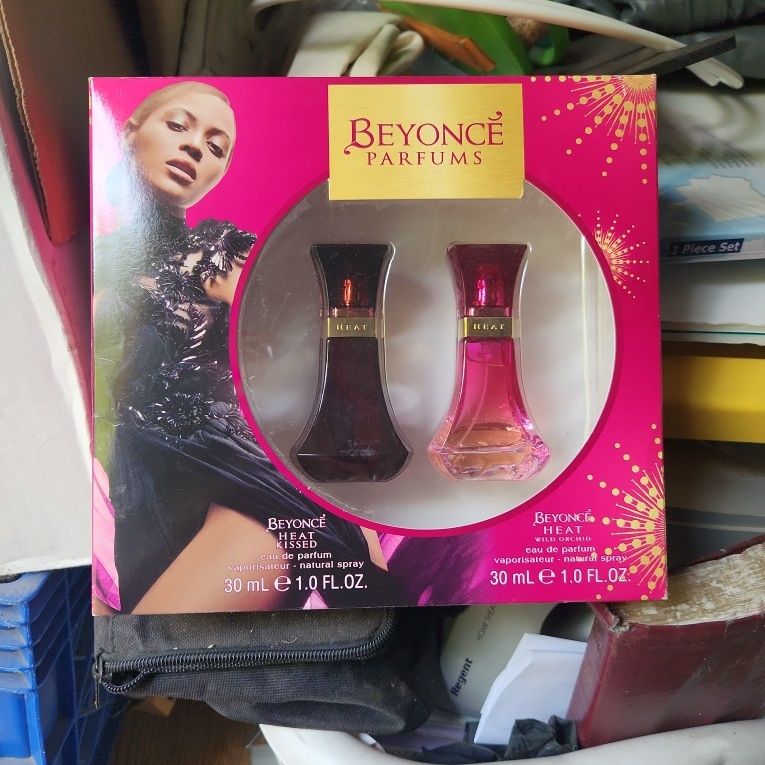 BEYONCÉ
PARFUMS
- 3 Piece Set
HEAT
HEAT
BEYONCÉ
HEAT
KISSED
eau de parfum
vaporisateur - natural spray
30 mL ℮ 1.0 FL.OZ.
BEYONCÉ
HEAT
WILD ORCHID
eau de parfum
vaporisateur - natural spray
30 mL ℮ 1.0 FL.OZ.
Regent